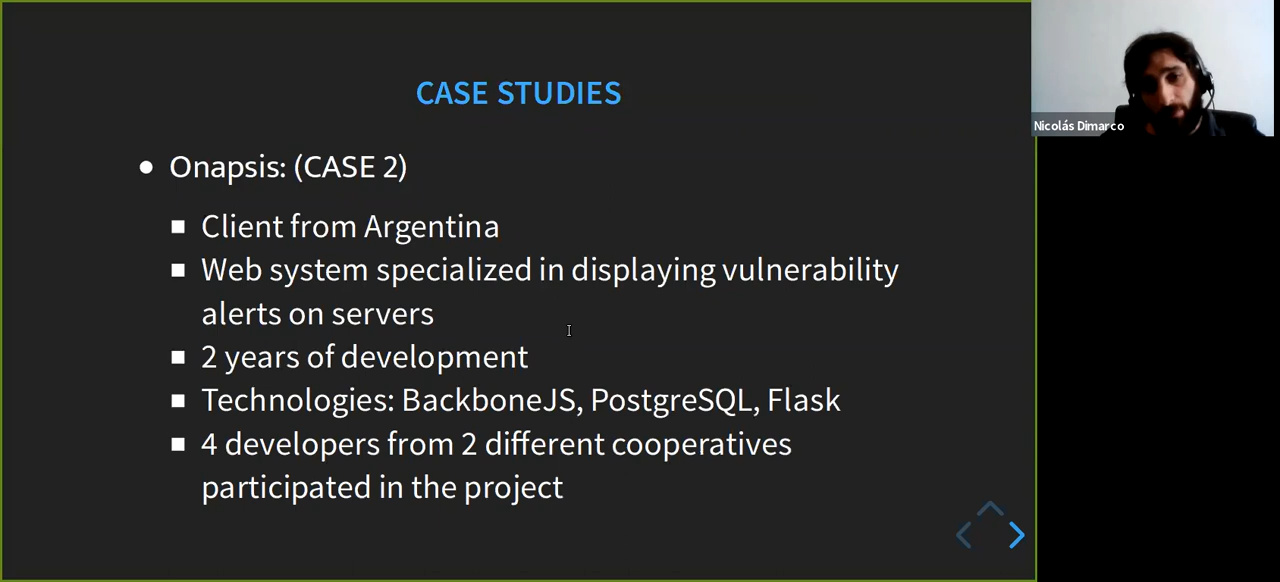 CASE STUDIES
Onapsis: (CASE 2)
Client from Argentina
Web system specialized in displaying vulnerability
alerts on servers
2 years of development
Technologies: BackboneJS, PostgreSQL, Flask
4 developers from 2 different cooperatives
participated in the project
Nicolás Dimarco